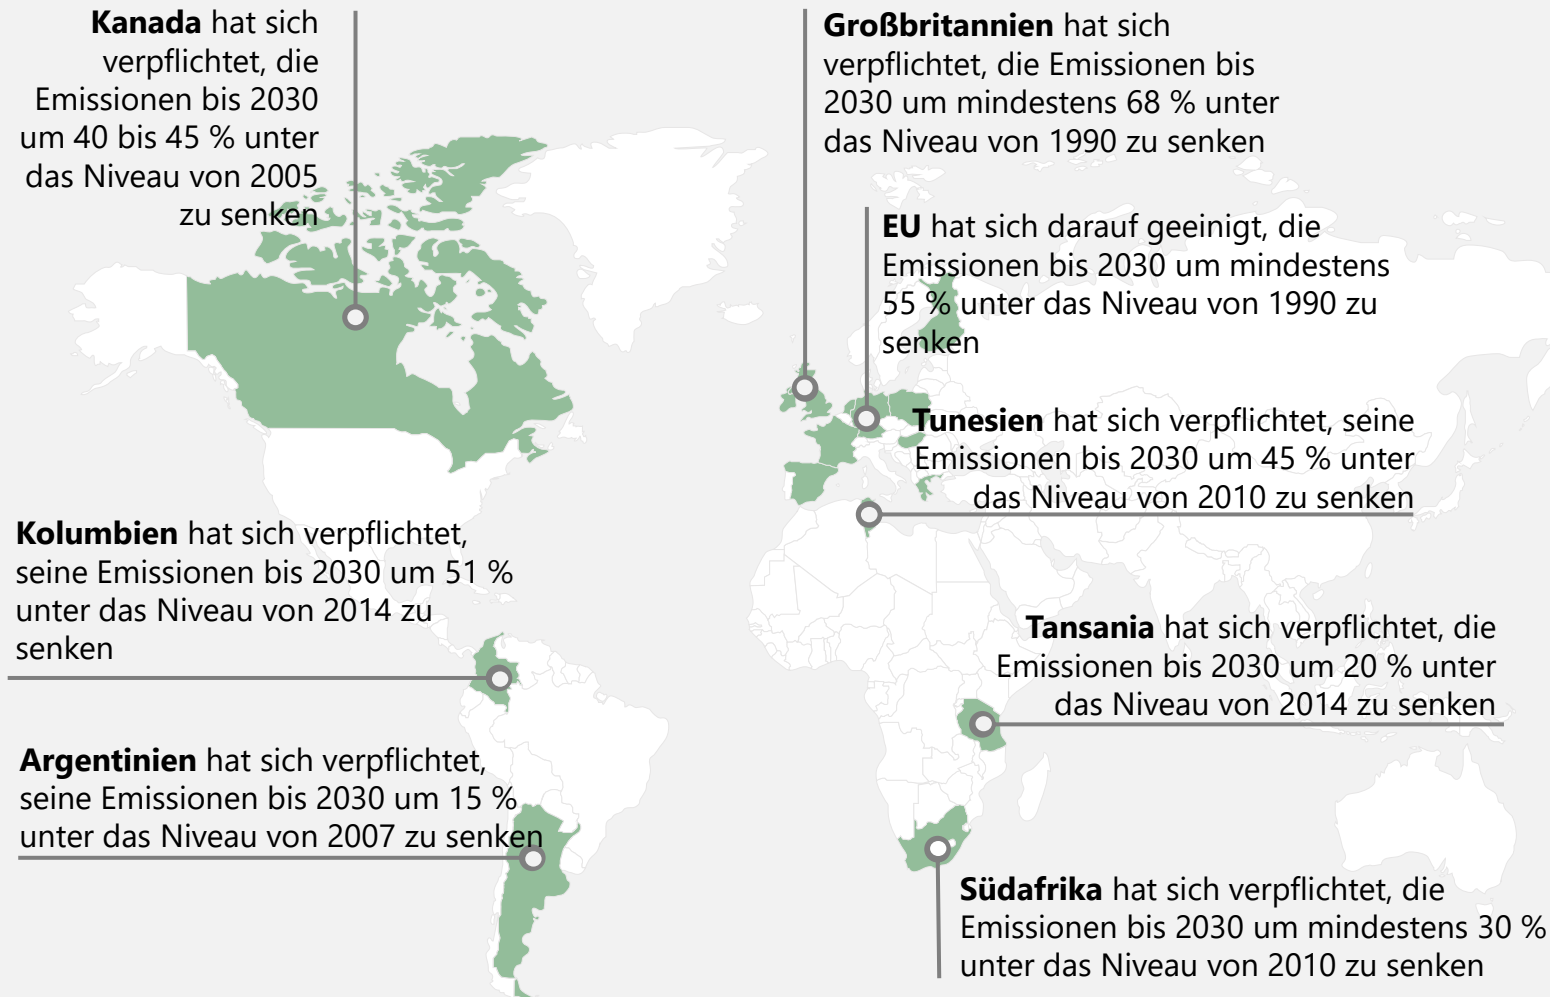 Kanada hat sich
verpflichtet, die
Emissionen bis 2030
um 40 bis 45 % unter
das Niveau von 2005
zu senken
Großbritannien hat sich
verpflichtet, die Emissionen bis
2030 um mindestens 68 % unter
das Niveau von 1990 zu senken
EU hat sich darauf geeinigt, die
Emissionen bis 2030 um mindestens
55 % unter das Niveau von 1990 zu
senken
Tunesien hat sich verpflichtet, seine
Emissionen bis 2030 um 45 % unter
das Niveau von 2010 zu senken
Kolumbien hat sich verpflichtet,
seine Emissionen bis 2030 um 51 %
unter das Niveau von 2014 zu
senken
Tansania hat sich verpflichtet, die
Emissionen bis 2030 um 20 % unter
das Niveau von 2014 zu senken
Argentinien hat sich verpflichtet,
seine Emissionen bis 2030 um 15 %
unter das Niveau von 2007 zu senken
Südafrika hat sich verpflichtet, die
Emissionen bis 2030 um mindestens 30 %
unter das Niveau von 2010 zu senken